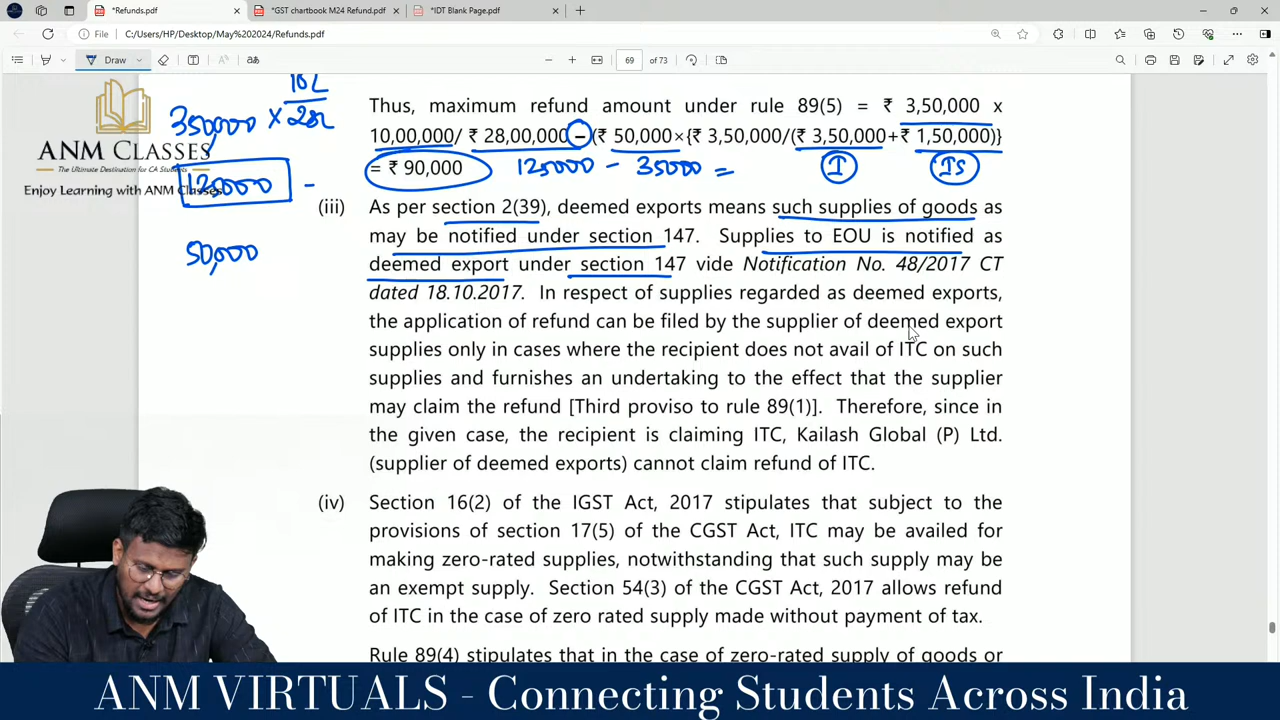 *Refunds.pdf
*GST chartbook M24 Refund.pdf
*IDT Blank Page.pdf
File
C:/Users/HP/Desktop/May%202024/Refunds.pdf
Draw
69 of 73
10L
3,50,000 x 28L
ANM CLASSES
The Ultimate Destination for CA Students
Enjoy Learning with ANM Classes
125000 -
50,000
Thus, maximum refund amount under rule 89(5) = ₹ 3,50,000 x
10,00,000/ ₹ 28,00,000 – (₹ 50,000×{₹ 3,50,000/(₹ 3,50,000+₹ 1,50,000)}
= ₹ 90,000 125000 - 35000 = I Is
(iii) As per section 2(39), deemed exports means such supplies of goods as
may be notified under section 147. Supplies to EOU is notified as
deemed export under section 147 vide Notification No. 48/2017 CT
dated 18.10.2017. In respect of supplies regarded as deemed exports,
the application of refund can be filed by the supplier of deemed export
supplies only in cases where the recipient does not avail of ITC on such
supplies and furnishes an undertaking to the effect that the supplier
may claim the refund [Third proviso to rule 89(1)]. Therefore, since in
the given case, the recipient is claiming ITC, Kailash Global (P) Ltd.
(supplier of deemed exports) cannot claim refund of ITC.
(iv) Section 16(2) of the IGST Act, 2017 stipulates that subject to the
provisions of section 17(5) of the CGST Act, ITC may be availed for
making zero-rated supplies, notwithstanding that such supply may be
an exempt supply. Section 54(3) of the CGST Act, 2017 allows refund
of ITC in the case of zero rated supply made without payment of tax.
Rule 89(4) stipulates that in the case of zero-rated supply of goods or
ANM VIRTUALS - Connecting Students Across India